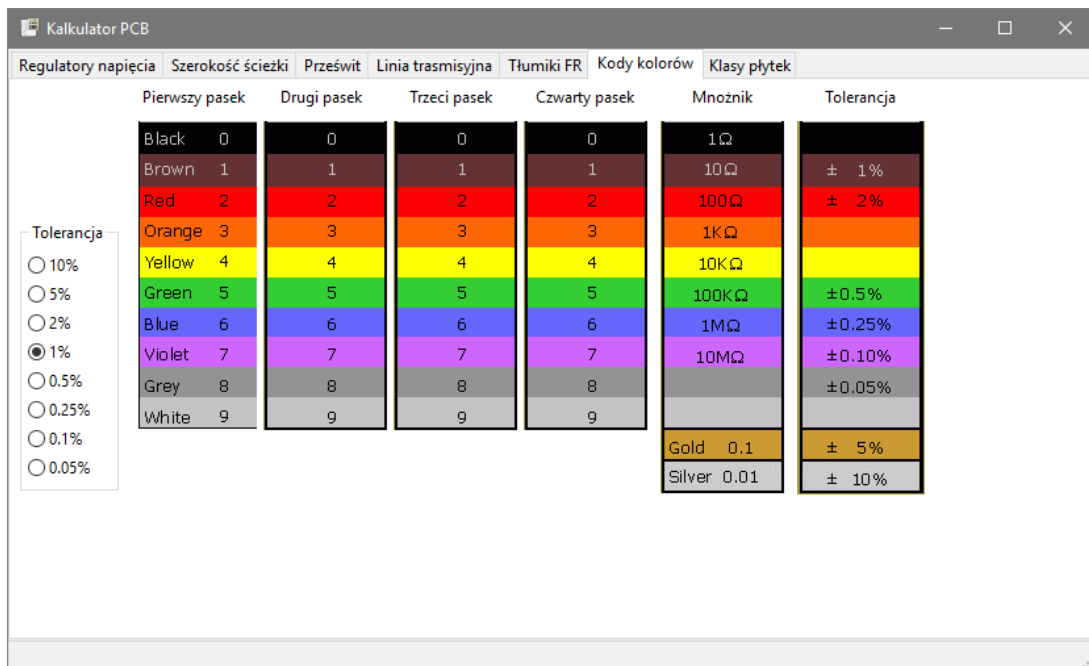 Kalkulator PCB
Regulatory napięcia Szerokość ścieżki Prześwit Linia trasmisyjna Tłumiki FR Kody kolorów Klasy płytek
Pierwszy pasek Drugi pasek Trzeci pasek Czwarty pasek Mnożnik Tolerancja
Black 0 0 0 0 1Ω
Brown 1 1 1 1 10Ω ± 1%
Red 2 2 2 2 100Ω ± 2%
Tolerancja
Orange 3 3 3 3 1KΩ
10%
Yellow 4 4 4 4 10KΩ
5%
Green 5 5 5 5 100KΩ ±0.5%
2%
Blue 6 6 6 6 1MΩ ±0.25%
1%
Violet 7 7 7 7 10MΩ ±0.10%
0.5%
Grey 8 8 8 8 ±0.05%
0.25%
White 9 9 9 9
0.1%
Gold 0.1 ± 5%
0.05%
Silver 0.01 ± 10%